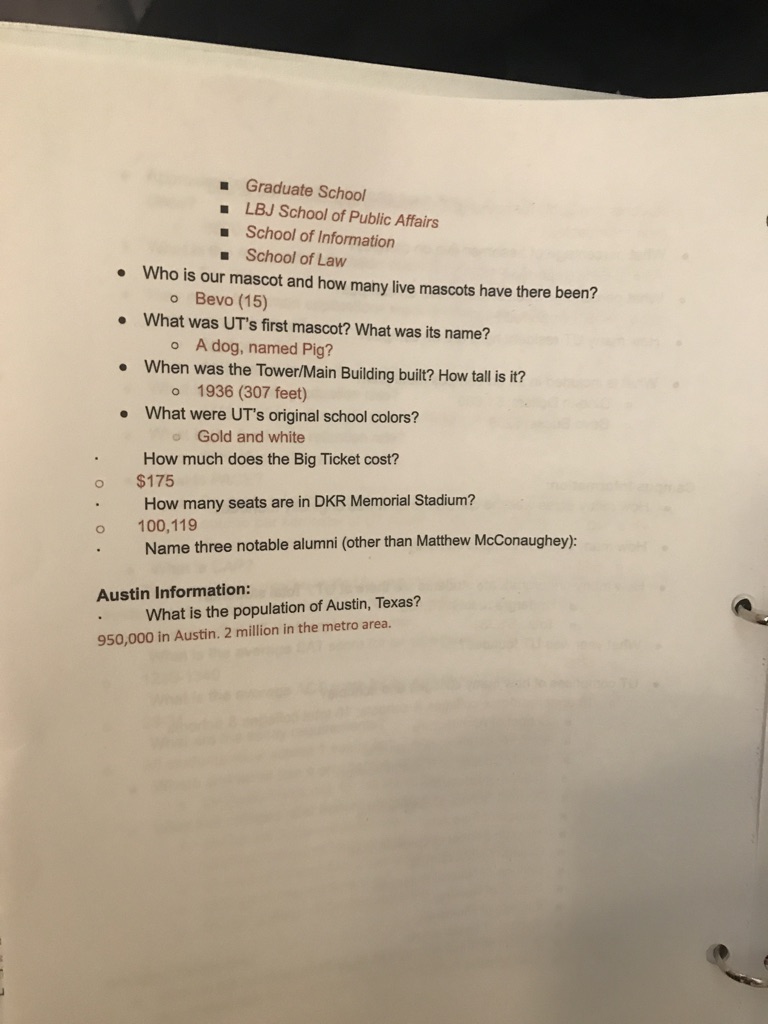 ▪ Graduate School
▪ LBJ School of Public Affairs
▪ School of Information
▪ School of Law
• Who is our mascot and how many live mascots have there been?
o Bevo (15)
• What was UT's first mascot? What was its name?
o A dog, named Pig?
• When was the Tower/Main Building built? How tall is it?
o 1936 (307 feet)
• What were UT's original school colors?
o Gold and white
· How much does the Big Ticket cost?
o $175
· How many seats are in DKR Memorial Stadium?
o 100,119
· Name three notable alumni (other than Matthew McConaughey):
Austin Information:
· What is the population of Austin, Texas?
950,000 in Austin. 2 million in the metro area.